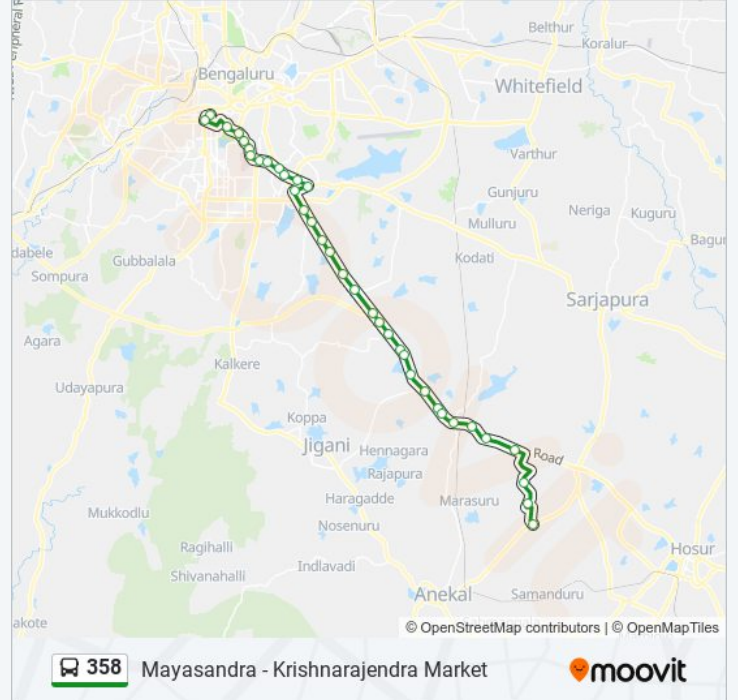 Belthur
Koralur
Bengaluru
Whitefield
Varthur
Gunjuru
Neriga
Kuguru
Mulluru
Bagur
dabele
Gubbalala
Kodati
Sompura
Sarjapura
Agara
Kalkere
Udayapura
Koppa
Jigani
Hennagara
Road
Rajapura
Haragadde
Marasuru
Mukkodlu
Nosenuru
Ragihalli
Hosur
Indlavadi
Shivanahalli
Anekal
Samanduru
akote
© OpenStreetMap contributors | © OpenMapTiles
358 Mayasandra - Krishnarajendra Market
moovit